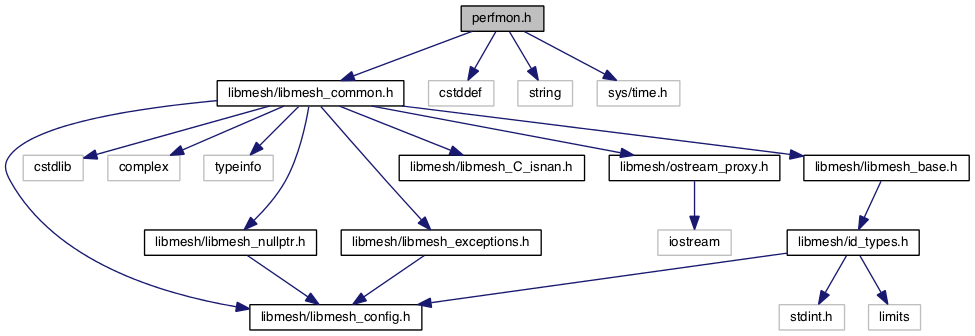 perfmon.h
libmesh/libmesh_common.h
cstddef
string
sys/time.h
cstdlib
complex
typeinfo
libmesh/libmesh_C_isnan.h
libmesh/ostream_proxy.h
libmesh/libmesh_base.h
libmesh/libmesh_nullptr.h
libmesh/libmesh_exceptions.h
iostream
libmesh/id_types.h
libmesh/libmesh_config.h
stdint.h
limits